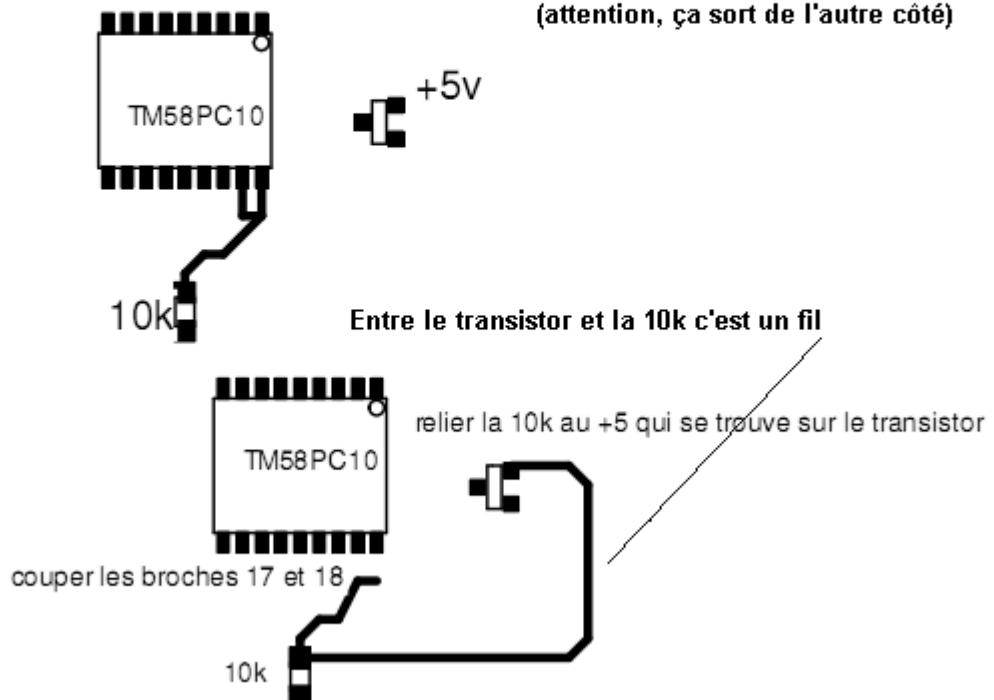 (attention, ça sort de l'autre côté)
+5v
TM58PC10
10k
Entre le transistor et la 10k c'est un fil
relier la 10k au +5 qui se trouve sur le transistor
TM58PC10
couper les broches 17 et 18
10k